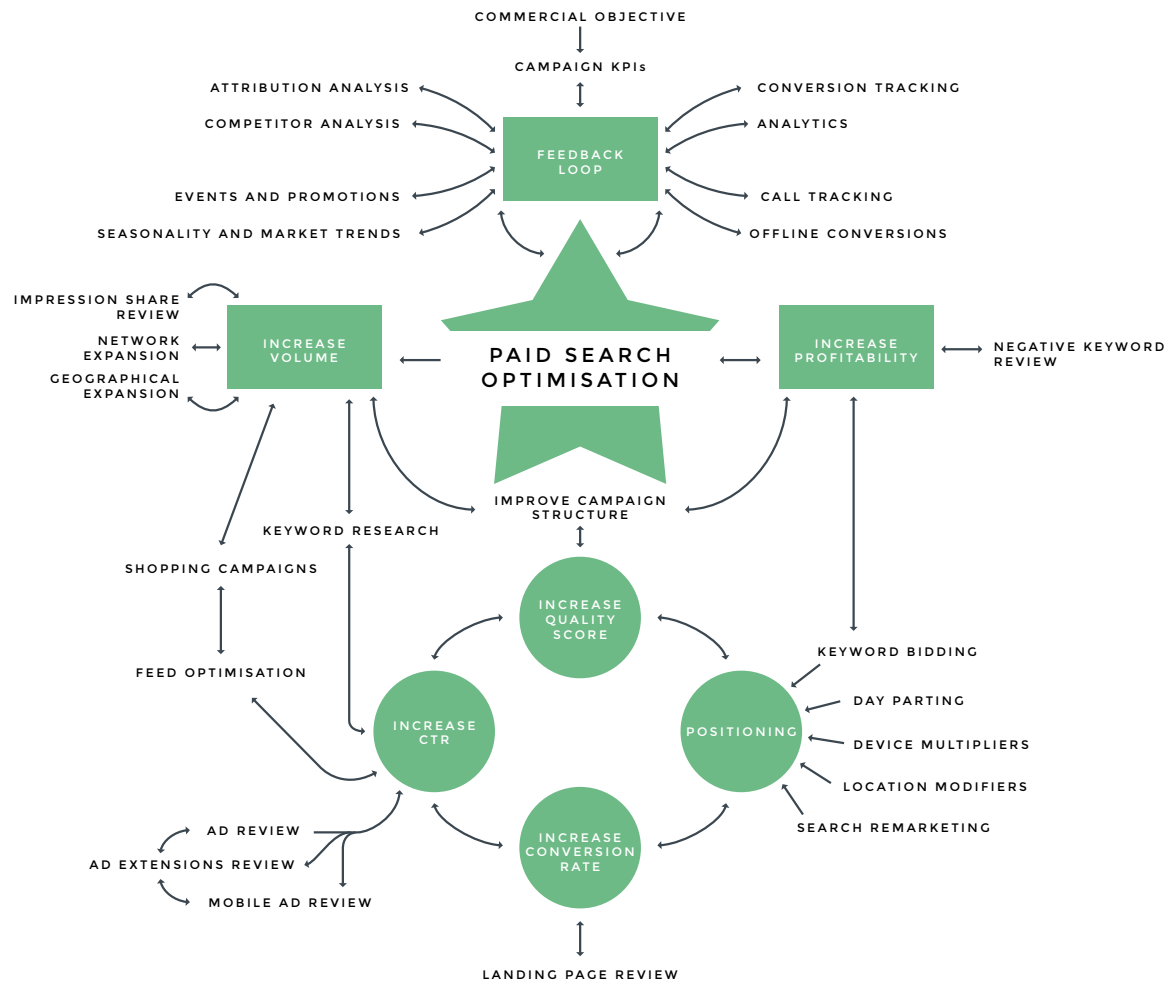 COMMERCIAL OBJECTIVE
CAMPAIGN KPIs
ATTRIBUTION ANALYSIS
CONVERSION TRACKING
COMPETITOR ANALYSIS
ANALYTICS
FEEDBACK
LOOP
EVENTS AND PROMOTIONS
CALL TRACKING
SEASONALITY AND MARKET TRENDS
OFFLINE CONVERSIONS
IMPRESSION SHARE
REVIEW
NETWORK
EXPANSION
GEOGRAPHICAL
EXPANSION
INCREASE
VOLUME
PAID SEARCH
OPTIMISATION
INCREASE
PROFITABILITY
NEGATIVE KEYWORD
REVIEW
IMPROVE CAMPAIGN
STRUCTURE
KEYWORD RESEARCH
SHOPPING CAMPAIGNS
INCREASE
QUALITY
SCORE
FEED OPTIMISATION
KEYWORD BIDDING
DAY PARTING
INCREASE
CTR
POSITIONING
DEVICE MULTIPLIERS
LOCATION MODIFIERS
SEARCH REMARKETING
AD REVIEW
AD EXTENSIONS REVIEW
MOBILE AD REVIEW
INCREASE
CONVERSION
RATE
LANDING PAGE REVIEW